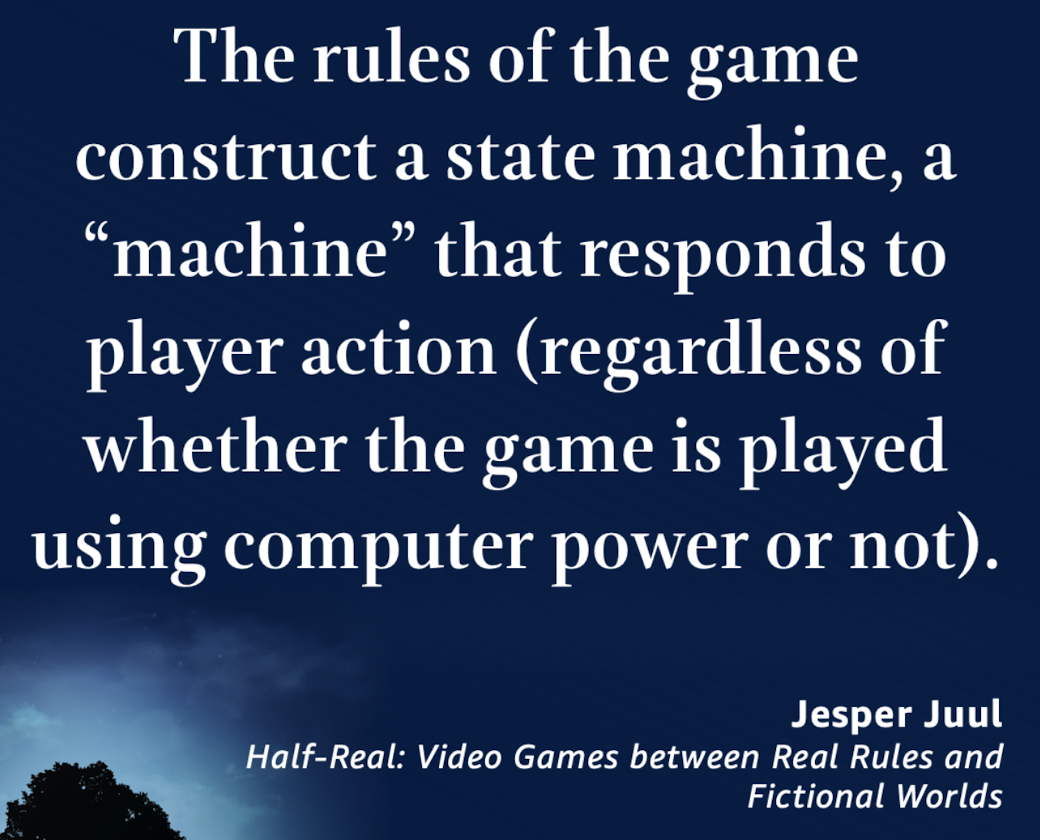 The rules of the game
construct a state machine, a
“machine” that responds to
player action (regardless of
whether the game is played
using computer power or not).
Jesper Juul
Half-Real: Video Games between Real Rules and
Fictional Worlds